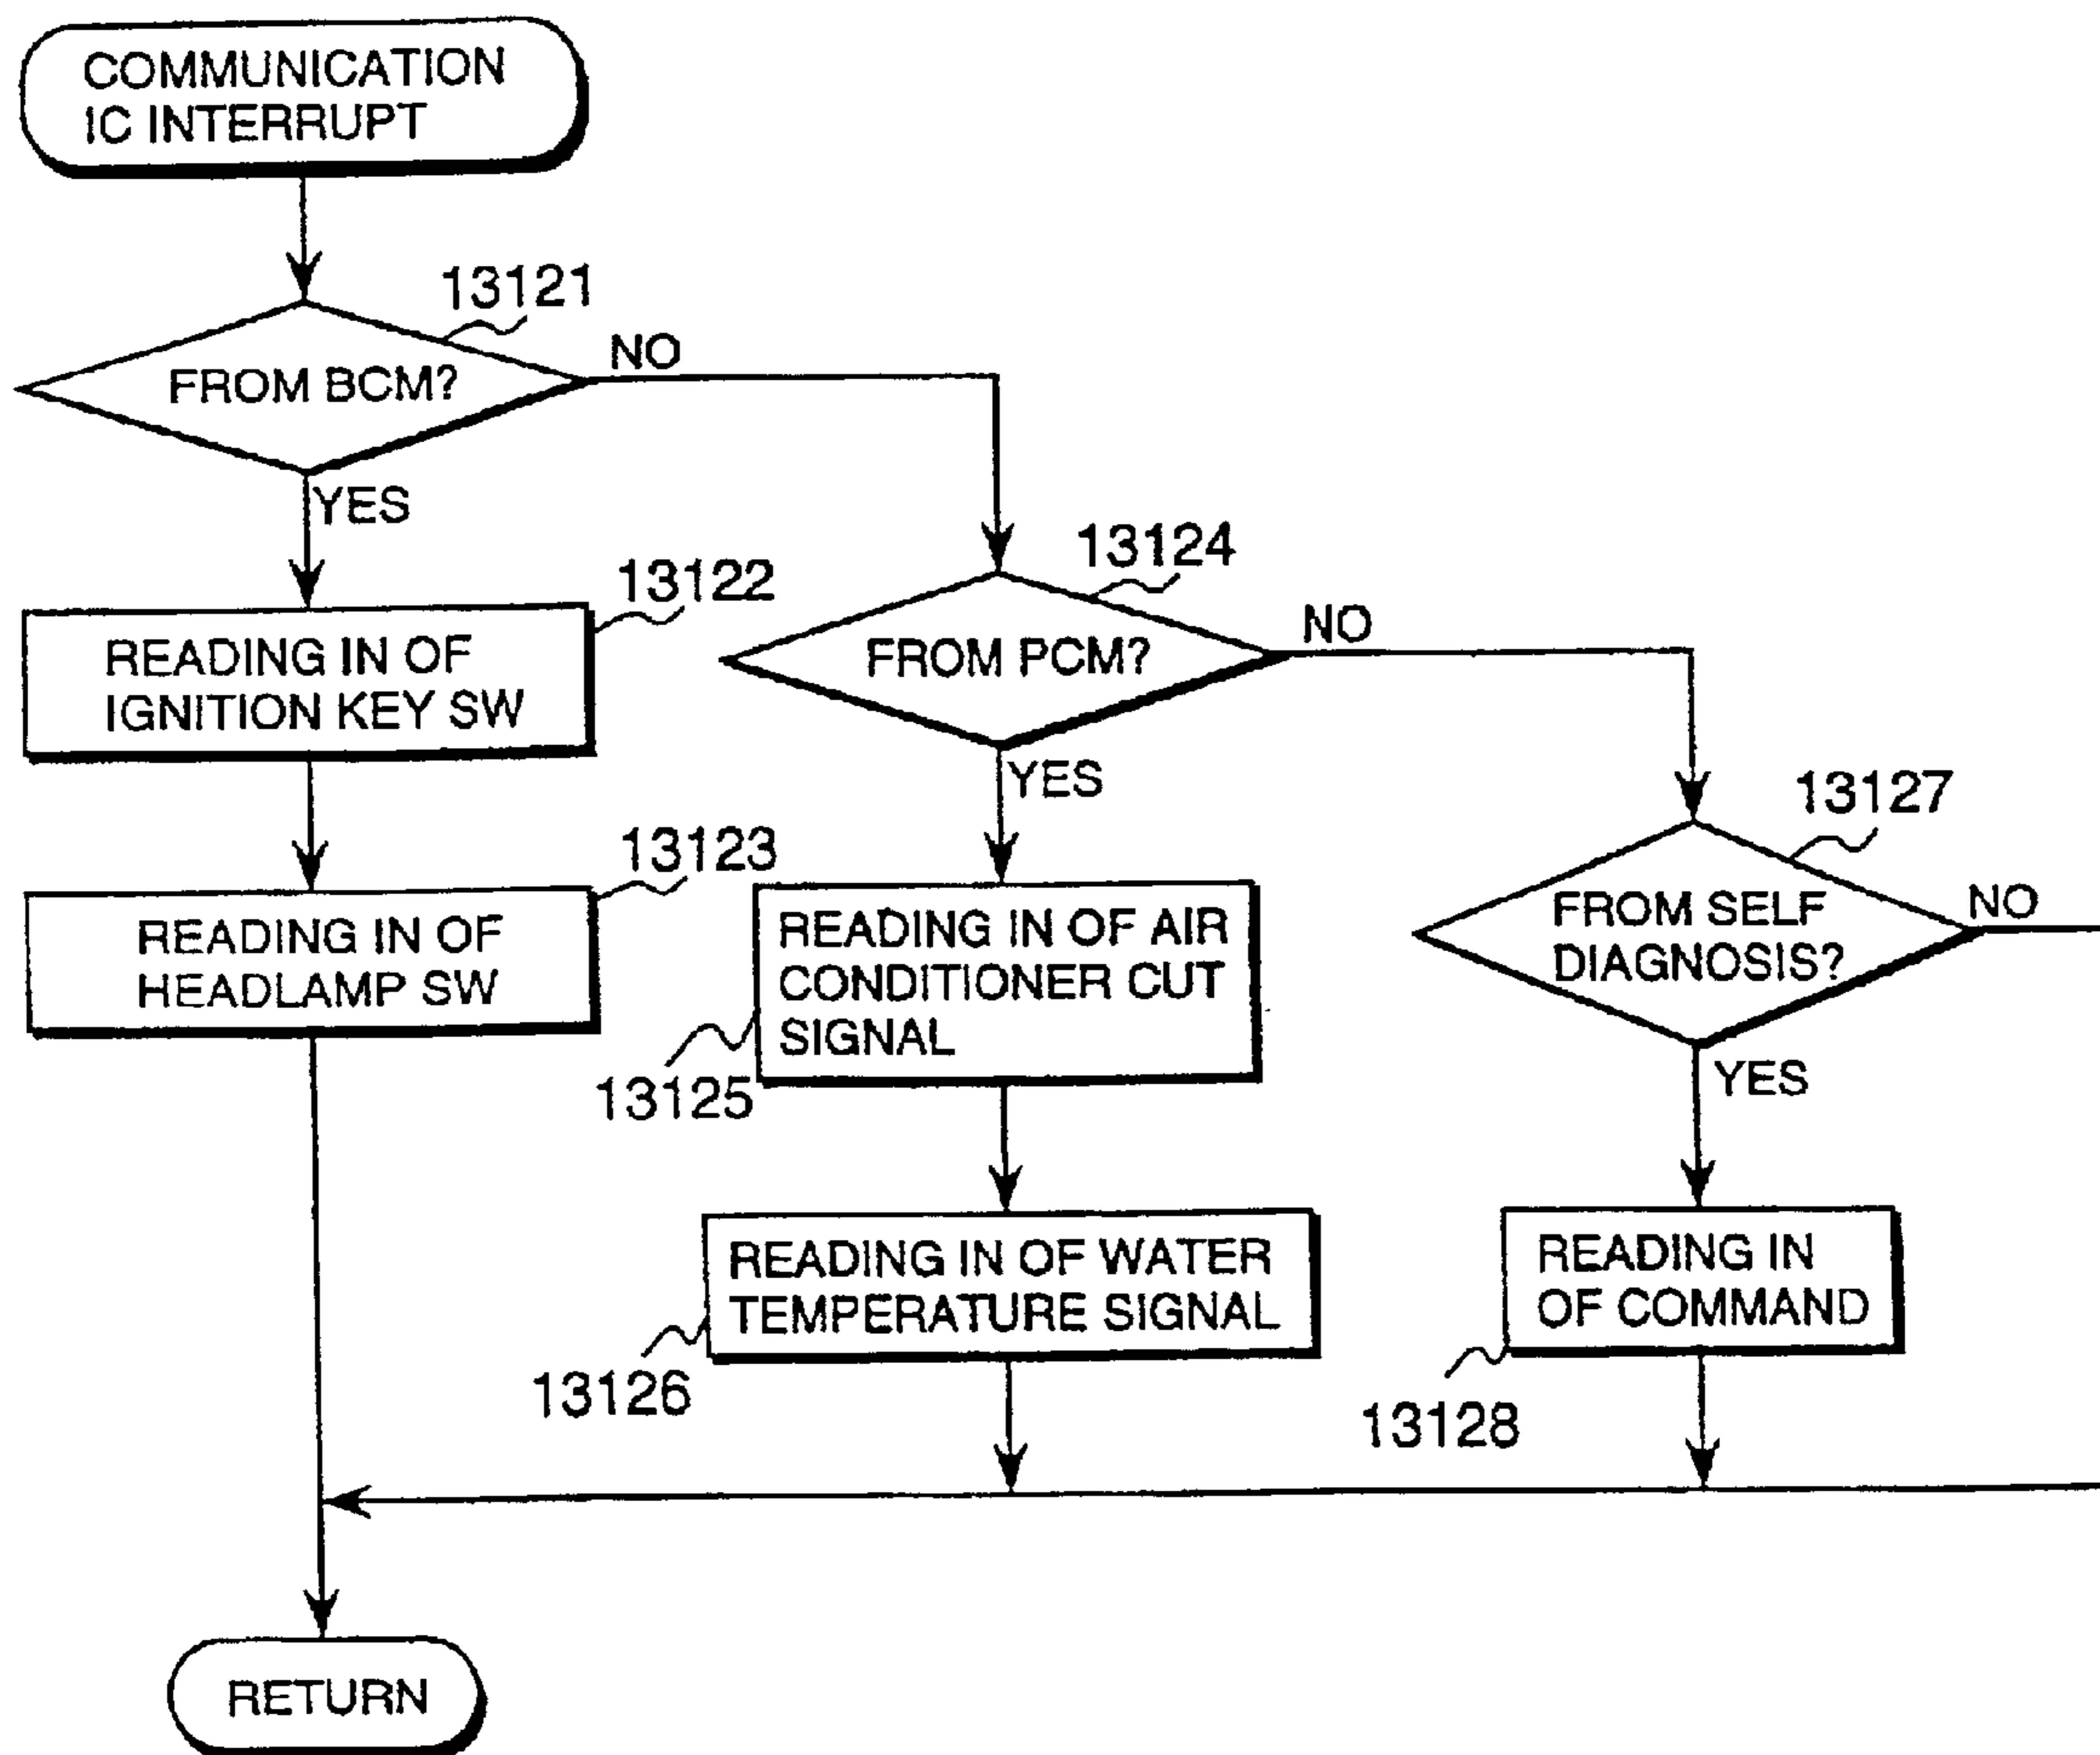 COMMUNICATION
IC INTERRUPT
13121
FROM BCM?
NO
YES
13122
READING IN OF
IGNITION KEY SW
13123
READING IN OF
HEADLAMP SW
13124
FROM PCM?
NO
YES
READING IN OF AIR
CONDITIONER CUT
SIGNAL
13125
READING IN OF WATER
TEMPERATURE SIGNAL
13126
13127
FROM SELF
DIAGNOSIS?
NO
YES
READING IN
OF COMMAND
13128
RETURN